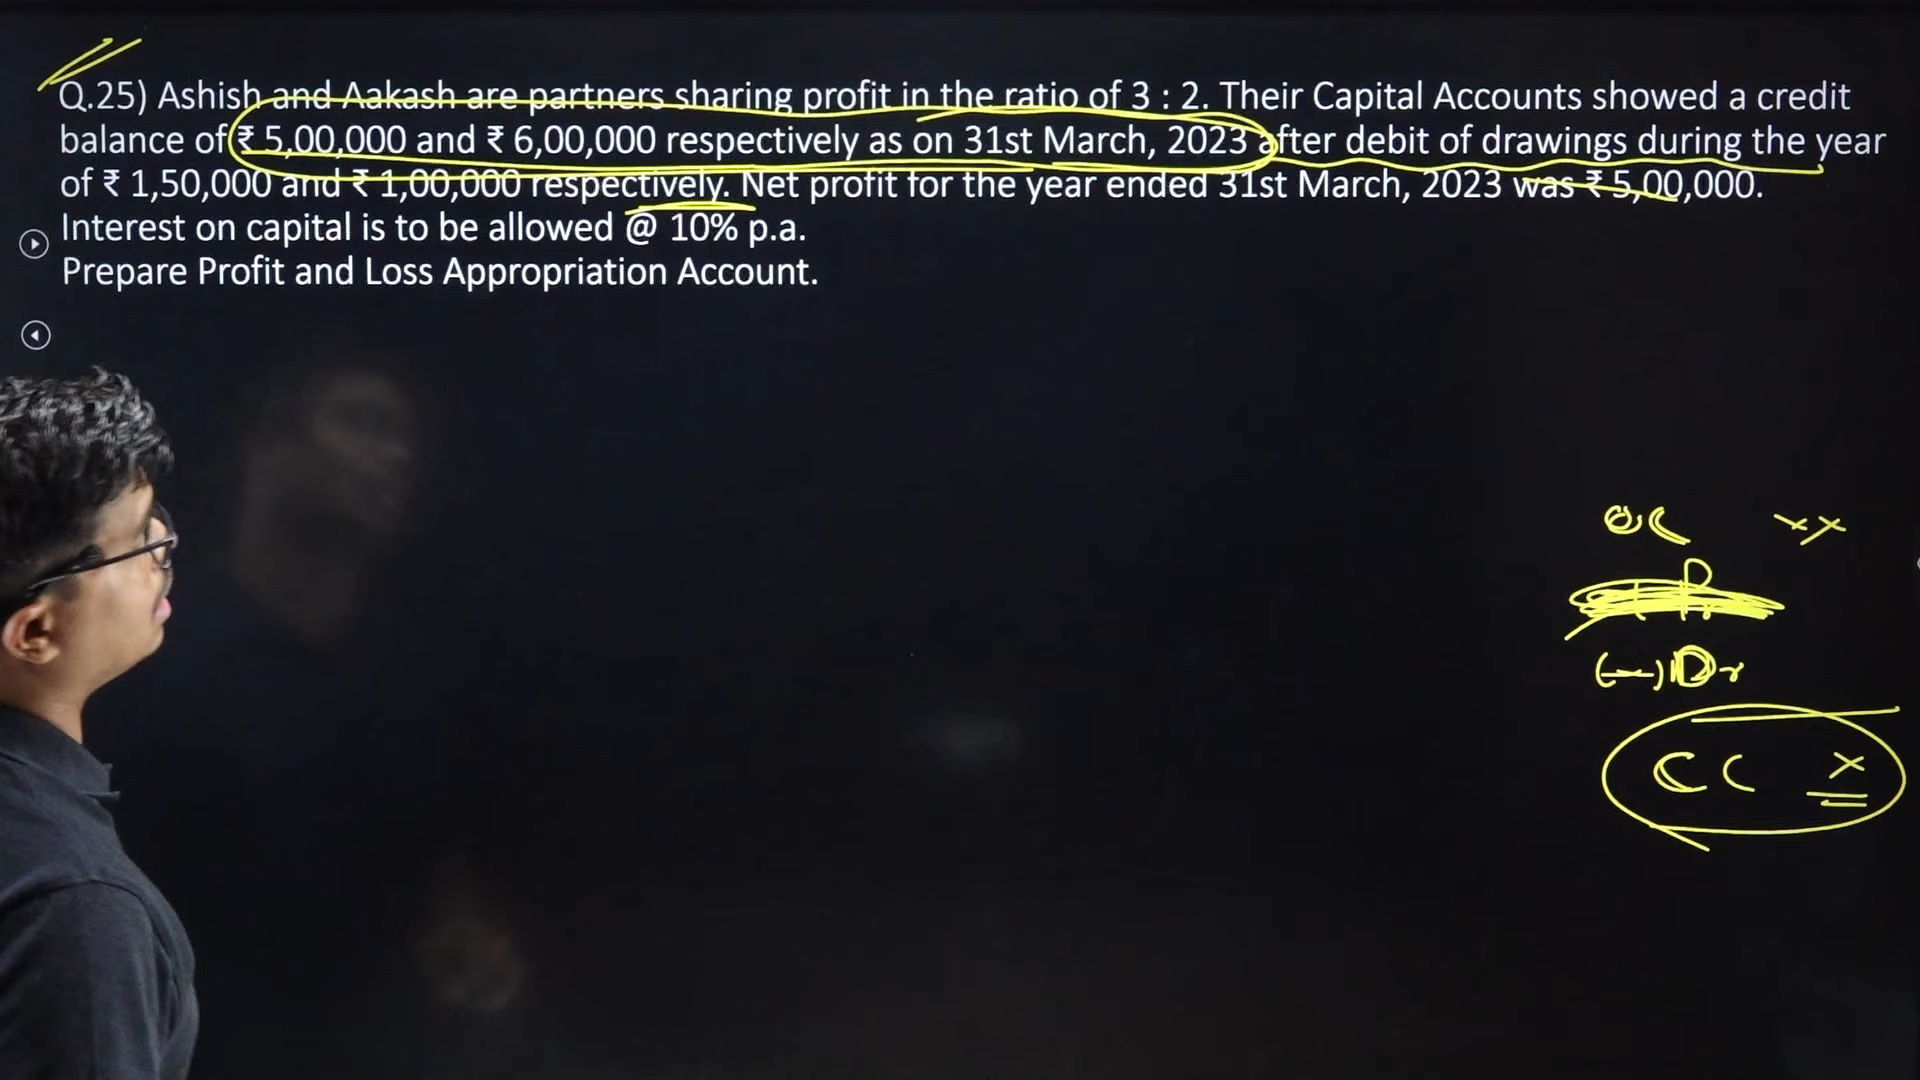 Q.25) Ashish and Aakash are partners sharing profit in the ratio of 3 : 2. Their Capital Accounts showed a credit
balance of ₹ 5,00,000 and ₹ 6,00,000 respectively as on 31st March, 2023 after debit of drawings during the year
of ₹ 1,50,000 and ₹ 1,00,000 respectively. Net profit for the year ended 31st March, 2023 was ₹ 5,00,000.
Interest on capital is to be allowed @ 10% p.a.
Prepare Profit and Loss Appropriation Account.
OC xx
(-) Dr
CC x